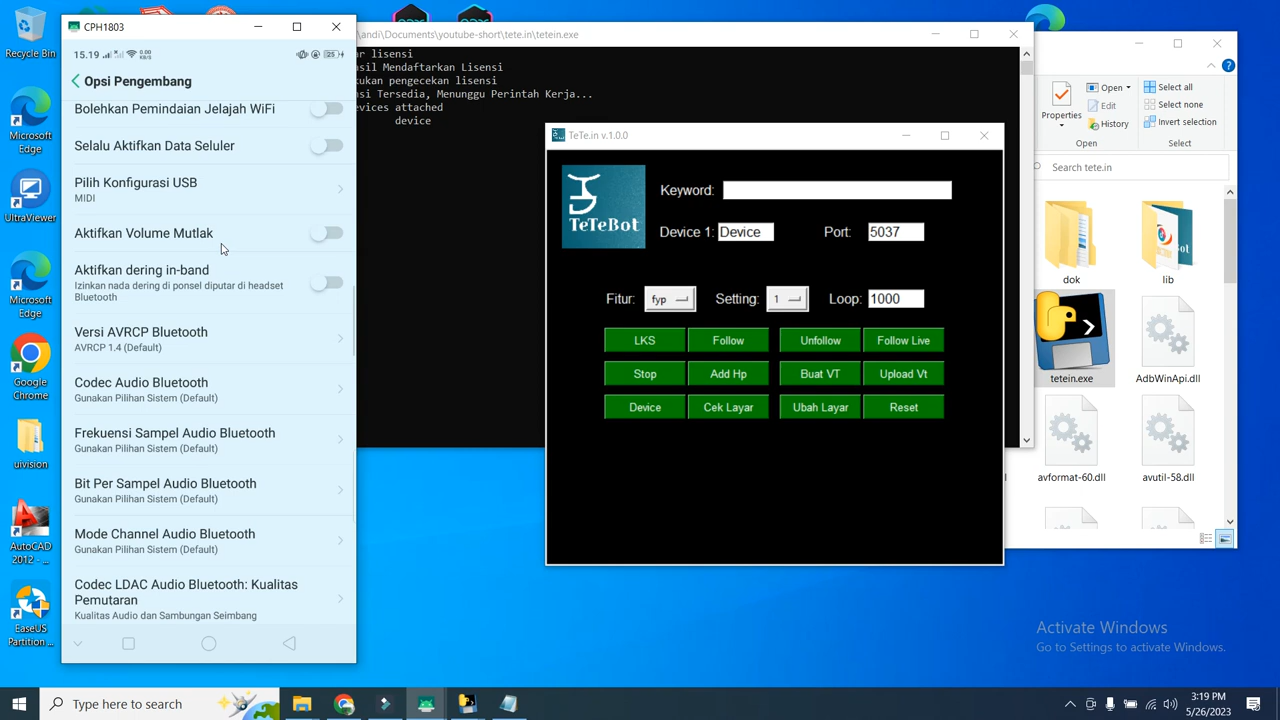 Recycle Bin
Microsoft
Edge
UltraViewer
Microsoft
Edge
Google
Chrome
uivision
AutoCAD
2012 - ...
EaseUS
Partition ...
CPH1803
15.19
0.00
KB/S
25
Opsi Pengembang
Bolehkan Pemindaian Jelajah WiFi
Selalu Aktifkan Data Seluler
Pilih Konfigurasi USB
MIDI
Aktifkan Volume Mutlak
Aktifkan dering in-band
Izinkan nada dering di ponsel diputar di headset
Bluetooth
Versi AVRCP Bluetooth
AVRCP 1.4 (Default)
Codec Audio Bluetooth
Gunakan Pilihan Sistem (Default)
Frekuensi Sampel Audio Bluetooth
Gunakan Pilihan Sistem (Default)
Bit Per Sampel Audio Bluetooth
Gunakan Pilihan Sistem (Default)
Mode Channel Audio Bluetooth
Gunakan Pilihan Sistem (Default)
Codec LDAC Audio Bluetooth: Kualitas
Pemutaran
Kualitas Audio dan Sambungan Seimbang
\andi\Documents\youtube-short\tete.in\tetein.exe
lisensi
Mendaftarkan Lisensi
pengecekan lisensi
Tersedia, Menunggu Perintah Kerja...
attached
device
TeTe.in v.1.0.0
TeTeBot
Keyword:
Device 1: Device Port: 5037
Fitur: fyp Setting: 1 Loop: 1000
LKS Follow Unfollow Follow Live
Stop Add Hp Buat VT Upload Vt
Device Cek Layar Ubah Layar Reset
Properties
Open
Edit
History
Open
Select all
Select none
Invert selection
Select
Search tete.in
dok
lib
tetein.exe
AdbWinApi.dll
avformat-60.dll
avutil-58.dll
Activate Windows
Go to Settings to activate Windows.
Type here to search
3:19 PM
5/26/2023
3